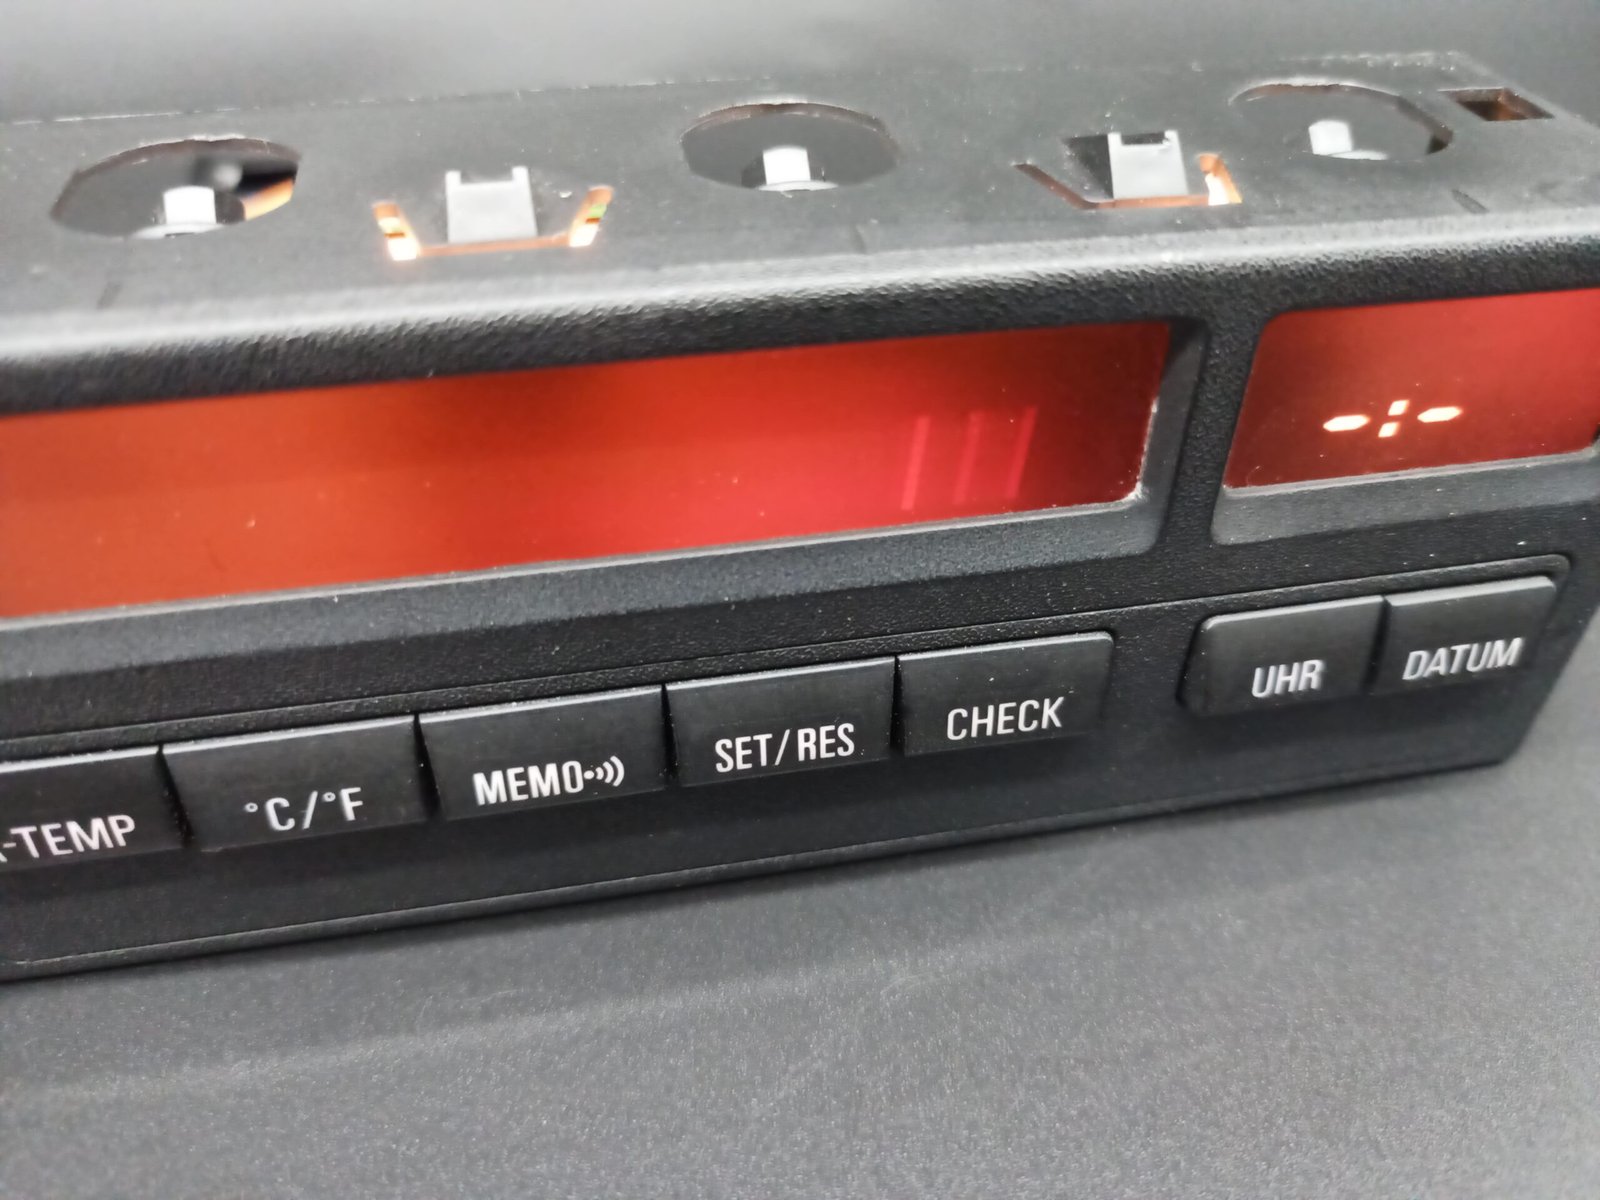 -:-
-TEMP
°C/°F
MEMO
SET/RES
CHECK
UHR
DATUM